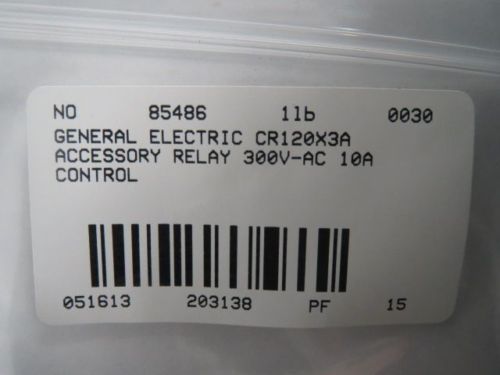 NO 85486 1lb 0030
GENERAL ELECTRIC CR120X3A
ACCESSORY RELAY 300V-AC 10A
CONTROL
051613 203138 PF 15